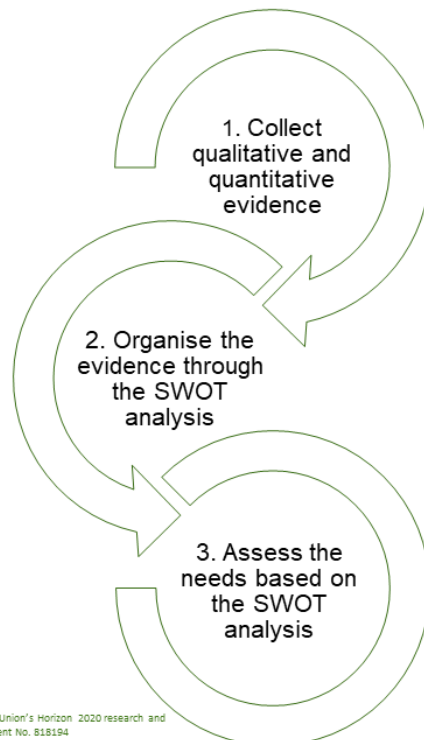 1. Collect
qualitative and
quantitative
evidence
2. Organise the
evidence through
the SWOT
analysis
3. Assess the
needs based on
the SWOT
analysis
Union's Horizon 2020 research and
ent No. 818194